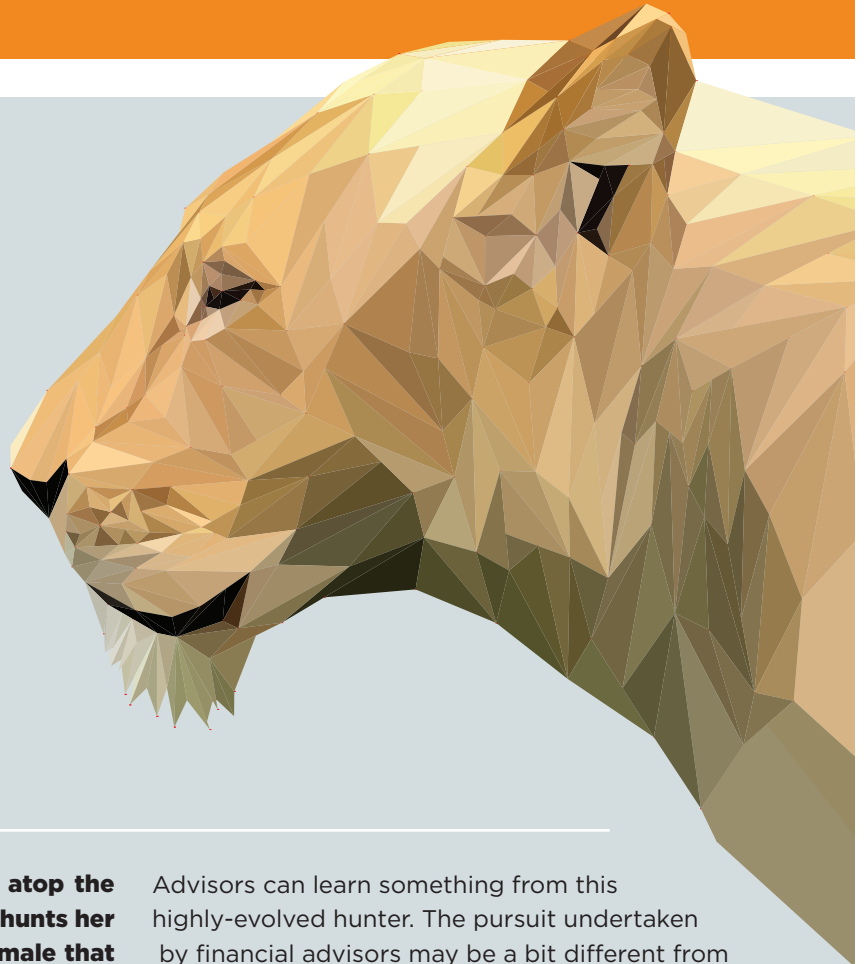 atop the
hunts her
male that
Advisors can learn something from this
highly-evolved hunter. The pursuit undertaken
by financial advisors may be a bit different from